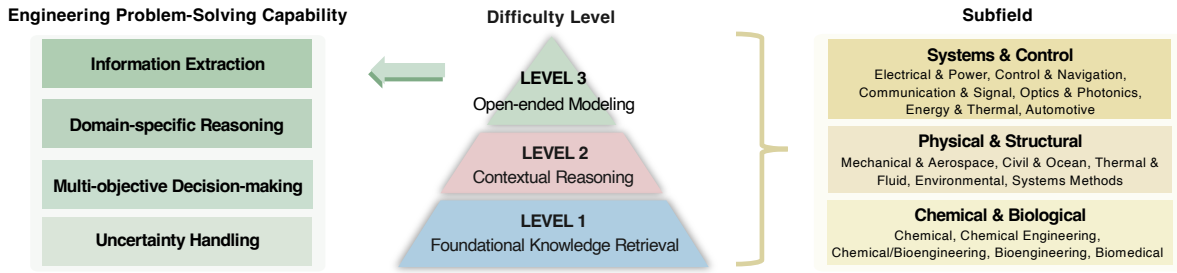 Engineering Problem-Solving Capability
Information Extraction
Domain-specific Reasoning
Multi-objective Decision-making
Uncertainty Handling
Difficulty Level
LEVEL 3
Open-ended Modeling
LEVEL 2
Contextual Reasoning
LEVEL 1
Foundational Knowledge Retrieval
Subfield
Systems & Control
Electrical & Power, Control & Navigation,
Communication & Signal, Optics & Photonics,
Energy & Thermal, Automotive
Physical & Structural
Mechanical & Aerospace, Civil & Ocean, Thermal &
Fluid, Environmental, Systems Methods
Chemical & Biological
Chemical, Chemical Engineering,
Chemical/Bioengineering, Bioengineering, Biomedical